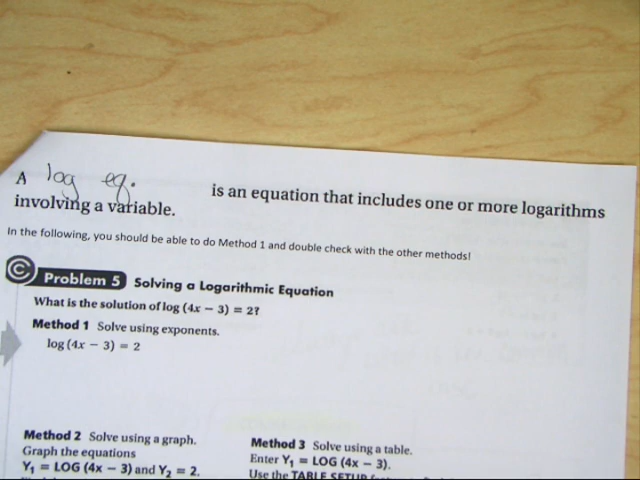 A log eq. is an equation that includes one or more logarithms
involving a variable.
In the following, you should be able to do Method 1 and double check with the other methods!
© Problem 5 Solving a Logarithmic Equation
What is the solution of log (4x − 3) = 2?
Method 1 Solve using exponents.
log (4x − 3) = 2
Method 2 Solve using a graph.
Graph the equations
Y₁ = LOG (4x − 3) and Y₂ = 2.
Method 3 Solve using a table.
Enter Y₁ = LOG (4x − 3).
Use the TABLE SETUP